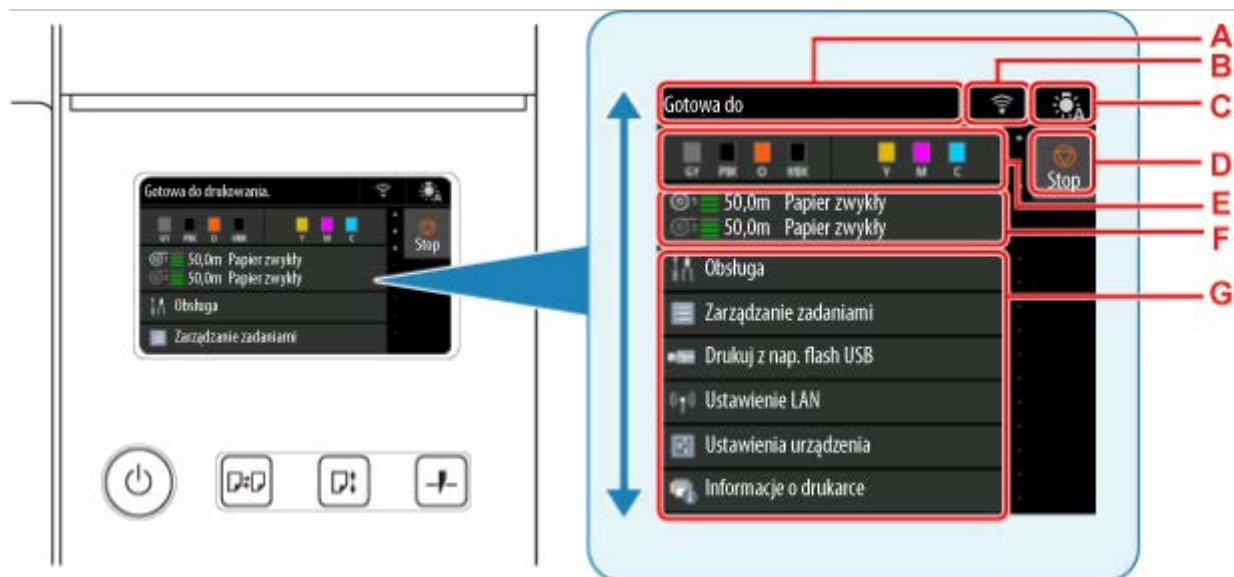 Gotowa do drukowania.
A
GY PBK O MBK Y M C
Stop
50,0m Papier zwykły
50,0m Papier zwykły
Obsługa
Zarządzanie zadaniami
Gotowa do
A
GY PBK O MBK Y M C
Stop
1 50,0m Papier zwykły
2 50,0m Papier zwykły
Obsługa
Zarządzanie zadaniami
Drukuj z nap. flash USB
Ustawienie LAN
Ustawienia urządzenia
Informacje o drukarce
A
B
C
D
E
F
G